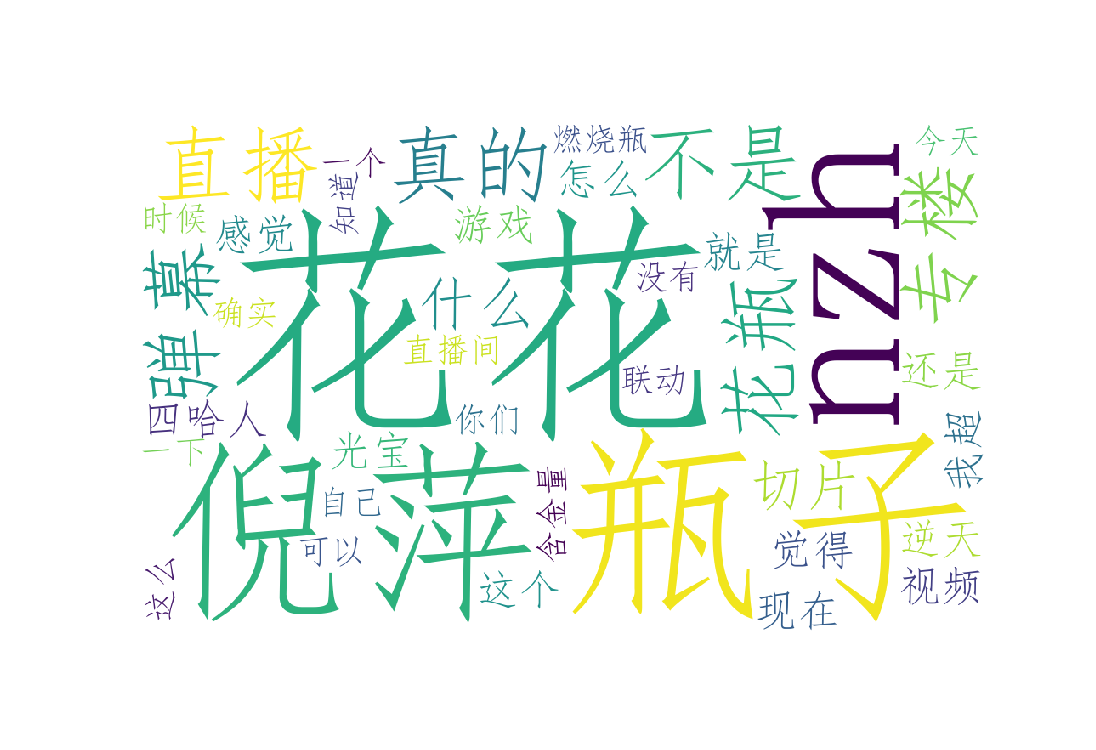 直播
一个
知道
真的
燃烧瓶
怎么
不是
今天
专楼
nzh
时候
感觉
游戏
花花
弹幕
什么
没有
就是
花瓶
确实
直播间
联动
还是
四哈人
你们
我超
一下
光宝
倪萍
瓶子
切片
自己
含金量
可以
觉得
逆天
这么
这个
现在
视频